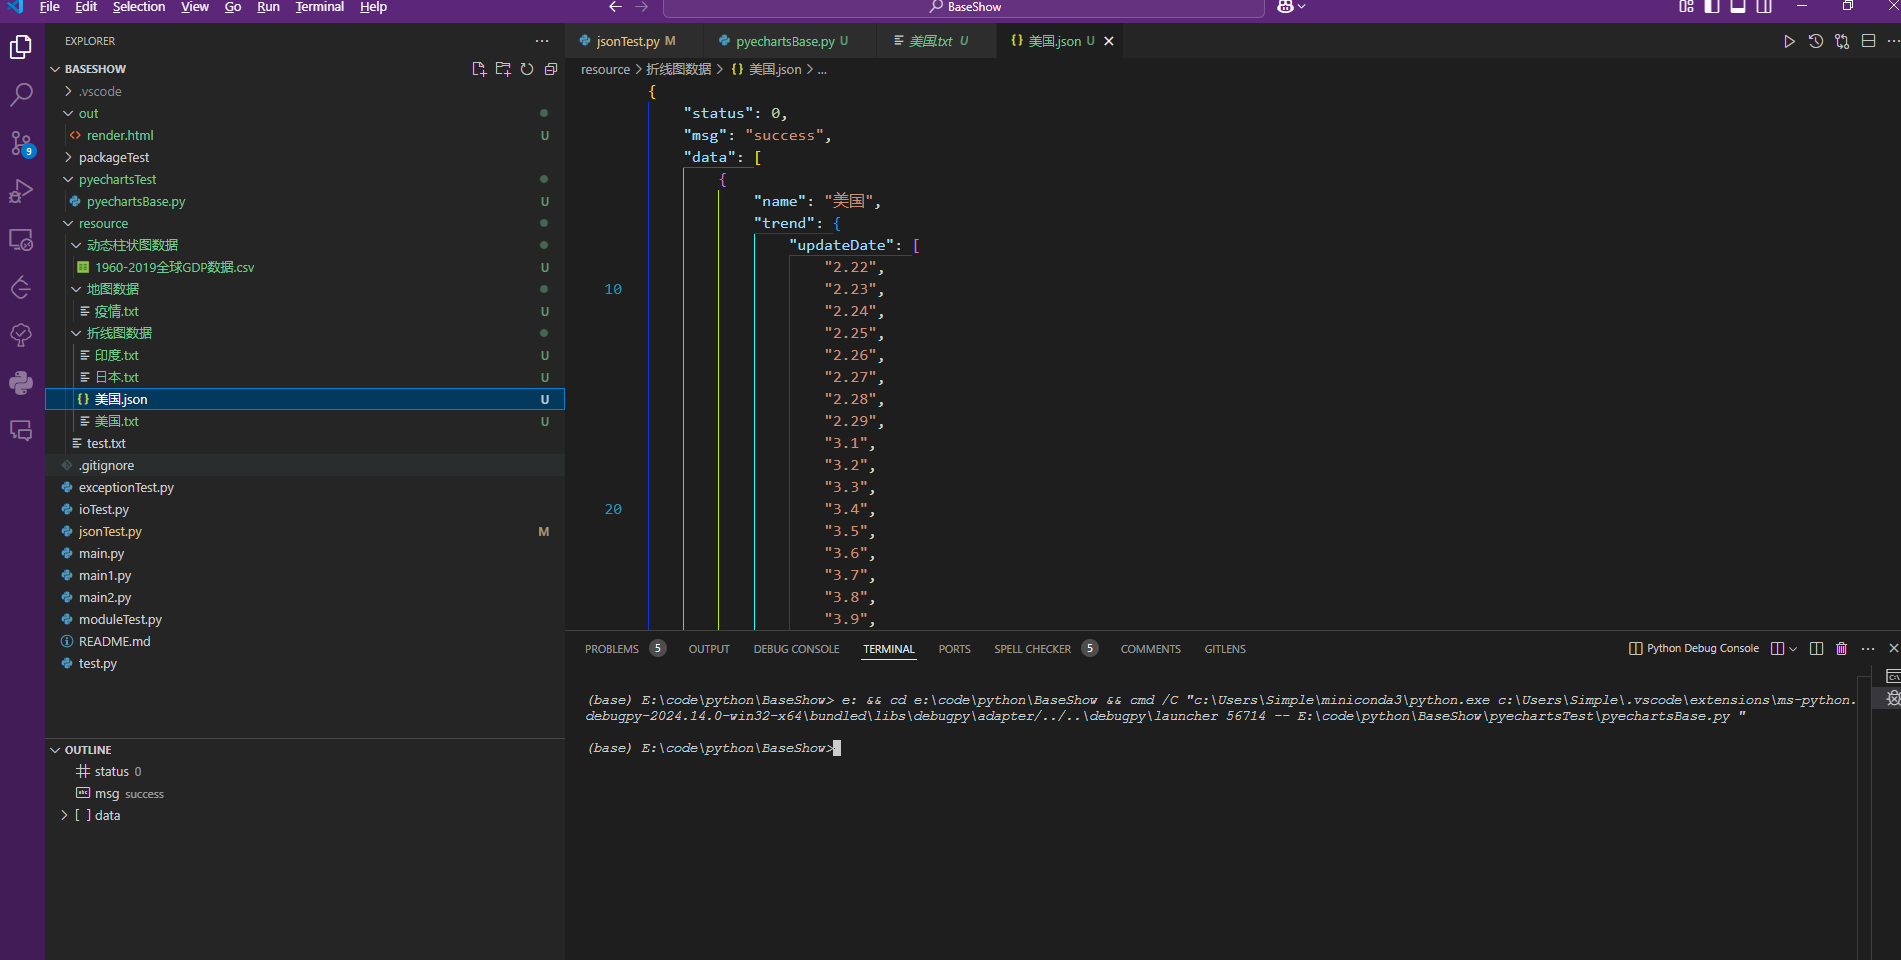 File Edit Selection View Go Run Terminal Help
BaseShow
EXPLORER
BASESHOW
.vscode
out
render.html U
packageTest
pyechartsTest
pyechartsBase.py U
resource
动态柱状图数据
1960-2019全球GDP数据.csv U
地图数据
疫情.txt U
折线图数据
印度.txt U
日本.txt U
美国.json U
美国.txt U
test.txt
.gitignore
exceptionTest.py
ioTest.py
jsonTest.py M
main.py
main1.py
main2.py
moduleTest.py
README.md
test.py
9
OUTLINE
status 0
msg success
[ ] data
jsonTest.py M
pyechartsBase.py U
美国.txt U
{} 美国.json U
resource > 折线图数据 > {} 美国.json > ...
{
"status": 0,
"msg": "success",
"data": [
{
"name": "美国",
"trend": {
"updateDate": [
"2.22",
10 "2.23",
"2.24",
"2.25",
"2.26",
"2.27",
"2.28",
"2.29",
"3.1",
"3.2",
"3.3",
20 "3.4",
"3.5",
"3.6",
"3.7",
"3.8",
"3.9",
PROBLEMS 5 OUTPUT DEBUG CONSOLE TERMINAL PORTS SPELL CHECKER 5 COMMENTS GITLENS
Python Debug Console
(base) E:\code\python\BaseShow> e: && cd e:\code\python\BaseShow && cmd /C "c:\Users\Simple\miniconda3\python.exe c:\Users\Simple\.vscode\extensions\ms-python.
debugpy-2024.14.0-win32-x64\bundled\libs\debugpy\adapter/../..\debugpy\launcher 56714 -- E:\code\python\BaseShow\pyechartsTest\pyechartsBase.py "
(base) E:\code\python\BaseShow>